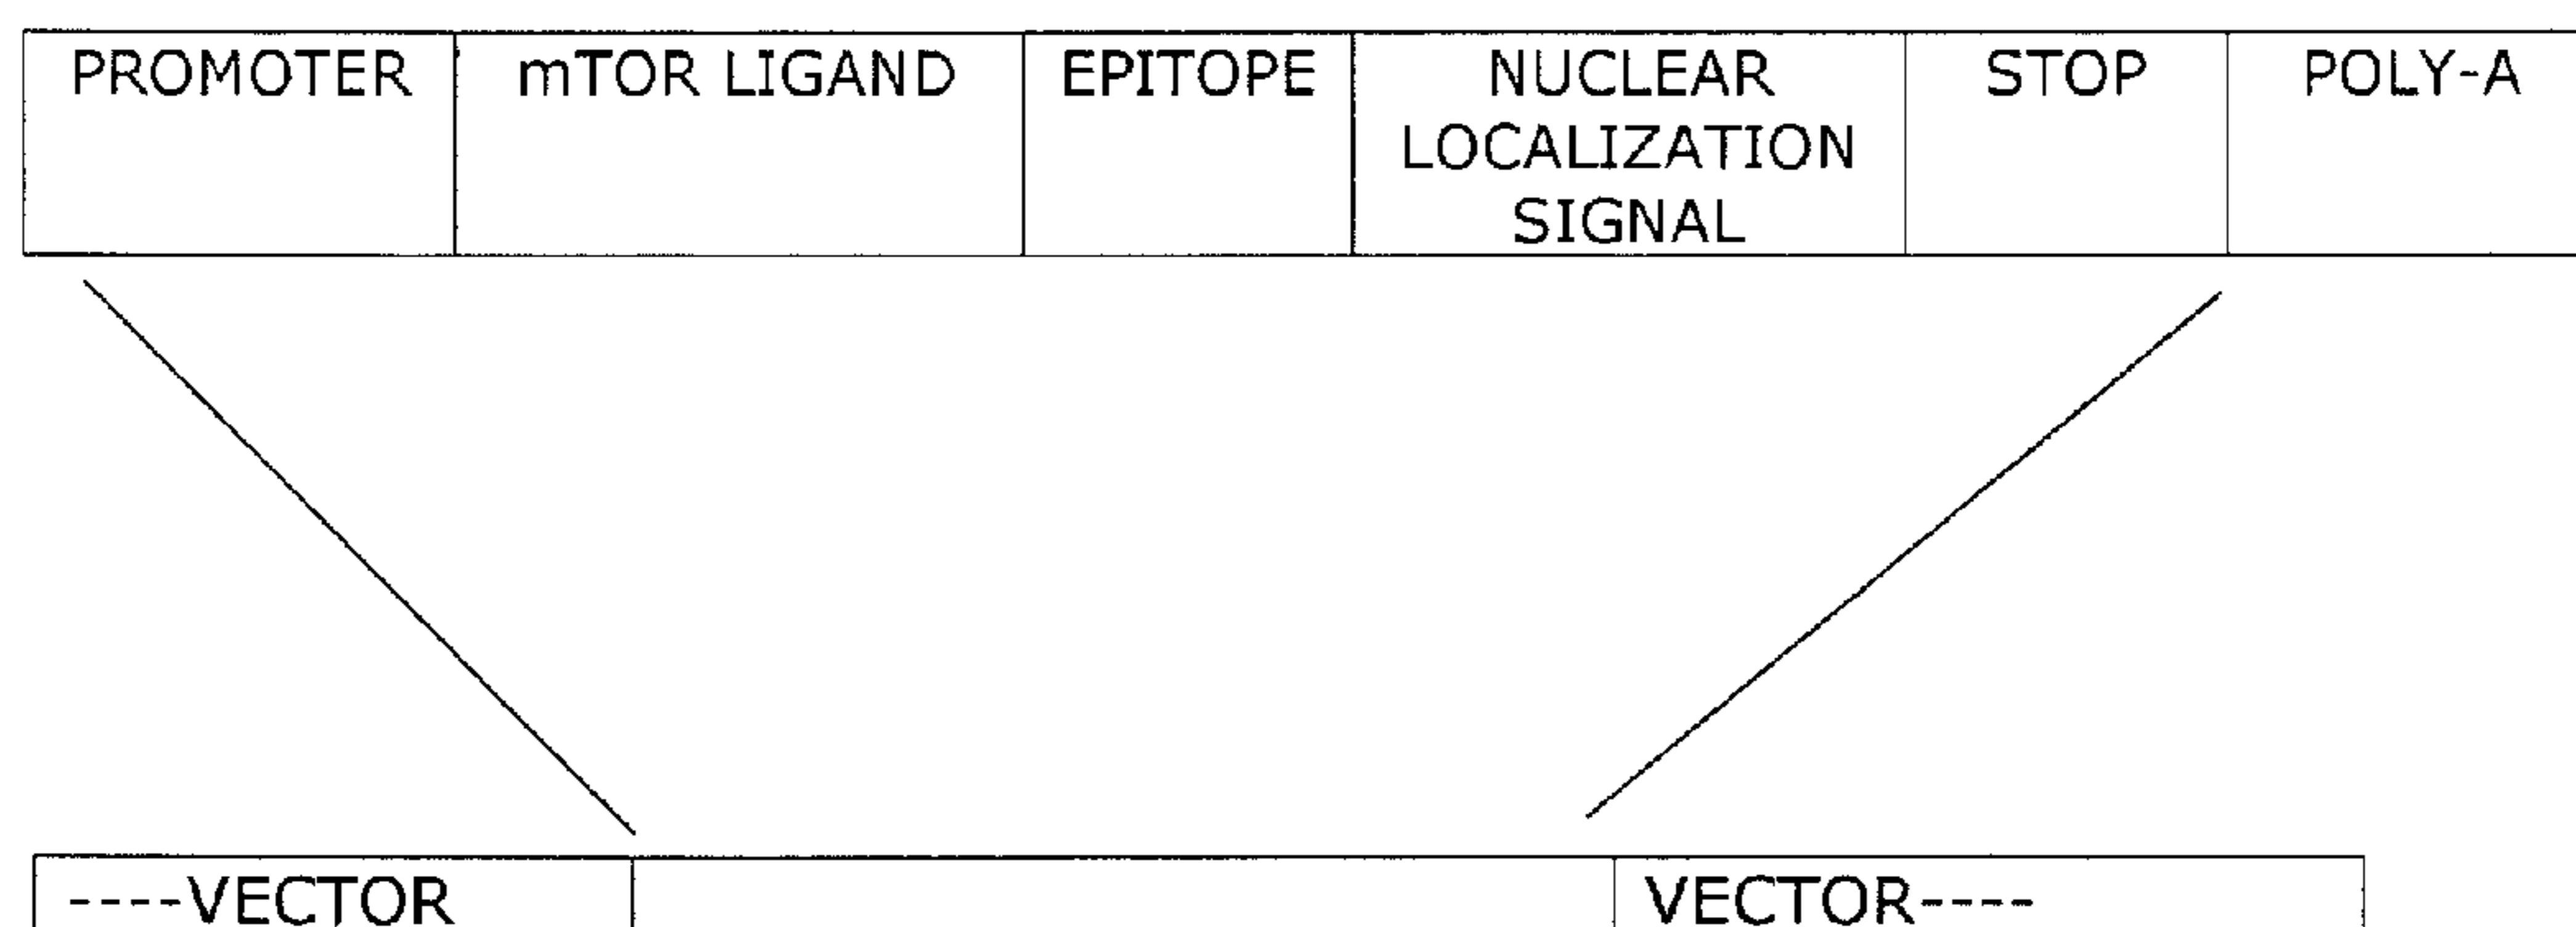 PROMOTER mTOR LIGAND EPITOPE NUCLEAR STOP POLY-A
LOCALIZATION
SIGNAL
----VECTOR VECTOR----